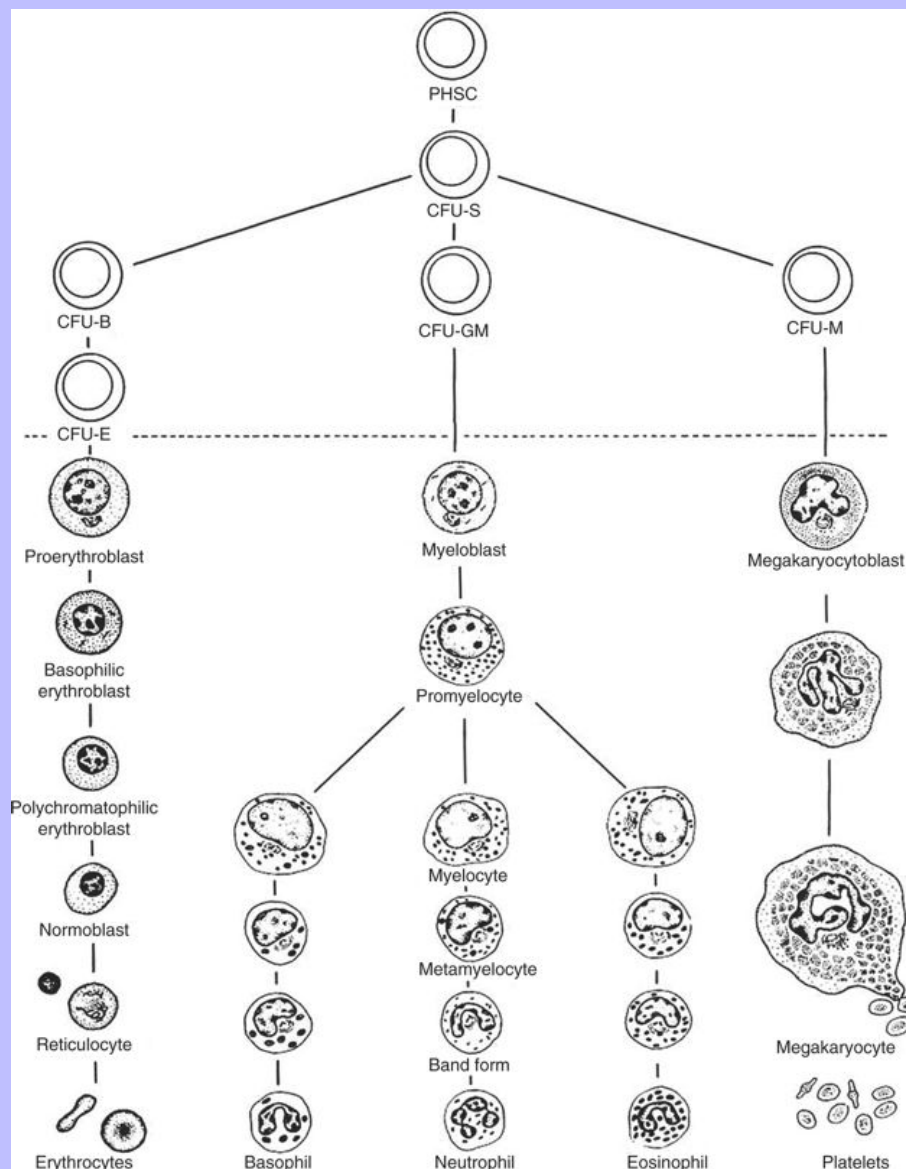 PHSC
CFU-S
CFU-B
CFU-GM
CFU-M
CFU-E
Proerythroblast
Myeloblast
Megakaryocytoblast
Basophilic
erythroblast
Promyelocyte
Polychromatophilic
erythroblast
Myelocyte
Normoblast
Metamyelocyte
Reticulocyte
Band form
Megakaryocyte
Erythrocytes
Basophil
Neutrophil
Eosinophil
Platelets